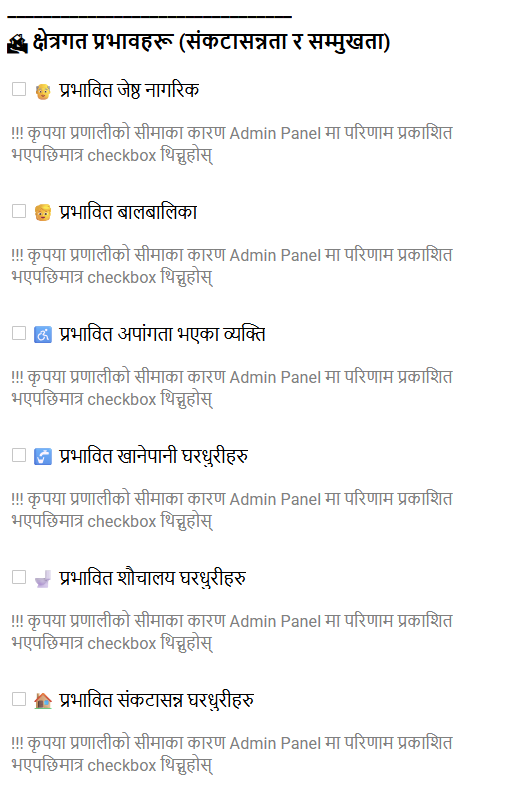 क्षेत्रगत प्रभावहरू (संकटासन्नता र सम्मुखता)
प्रभावित जेष्ठ नागरिक
!!! कृपया प्रणालीको सीमाका कारण Admin Panel मा परिणाम प्रकाशित
भएपछिमात्र checkbox थिच्नुहोस्
प्रभावित बालबालिका
!!! कृपया प्रणालीको सीमाका कारण Admin Panel मा परिणाम प्रकाशित
भएपछिमात्र checkbox थिच्नुहोस्
प्रभावित अपांगता भएका व्यक्ति
!!! कृपया प्रणालीको सीमाका कारण Admin Panel मा परिणाम प्रकाशित
भएपछिमात्र checkbox थिच्नुहोस्
प्रभावित खानेपानी घरधुरीहरु
!!! कृपया प्रणालीको सीमाका कारण Admin Panel मा परिणाम प्रकाशित
भएपछिमात्र checkbox थिच्नुहोस्
प्रभावित शौचालय घरधुरीहरु
!!! कृपया प्रणालीको सीमाका कारण Admin Panel मा परिणाम प्रकाशित
भएपछिमात्र checkbox थिच्नुहोस्
प्रभावित संकटासन्न घरधुरीहरु
!!! कृपया प्रणालीको सीमाका कारण Admin Panel मा परिणाम प्रकाशित
भएपछिमात्र checkbox थिच्नुहोस्